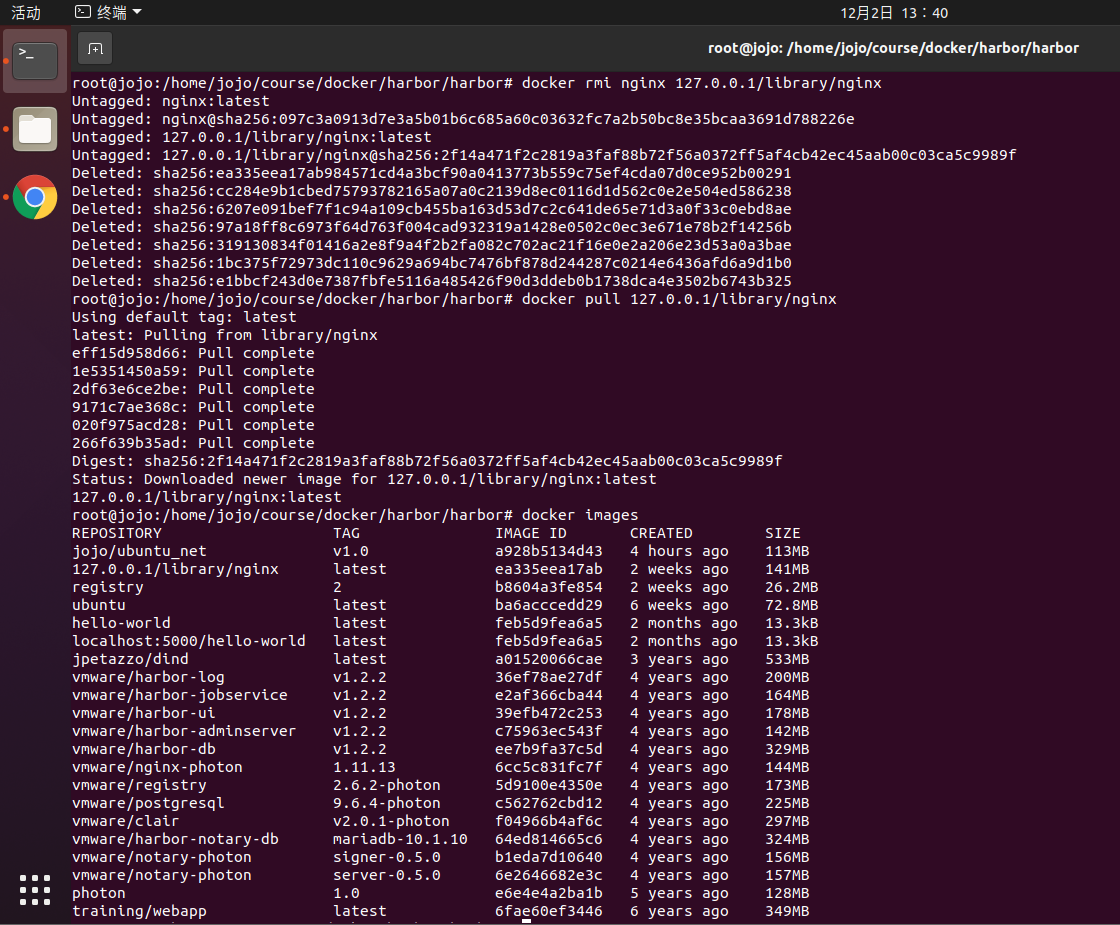 活动 终端 12月2日 13：40
root@jojo: /home/jojo/course/docker/harbor/harbor
root@jojo:/home/jojo/course/docker/harbor/harbor# docker rmi nginx 127.0.0.1/library/nginx
Untagged: nginx:latest
Untagged: nginx@sha256:097c3a0913d7e3a5b01b6c685a60c03632fc7a2b50bc8e35bcaa3691d788226e
Untagged: 127.0.0.1/library/nginx:latest
Untagged: 127.0.0.1/library/nginx@sha256:2f14a471f2c2819a3faf88b72f56a0372ff5af4cb42ec45aab00c03ca5c9989f
Deleted: sha256:ea335eea17ab984571cd4a3bcf90a0413773b559c75ef4cda07d0ce952b00291
Deleted: sha256:cc284e9b1cbed75793782165a07a0c2139d8ec0116d1d562c0e2e504ed586238
Deleted: sha256:6207e091bef7f1c94a109cb455ba163d53d7c2c641de65e71d3a0f33c0ebd8ae
Deleted: sha256:97a18ff8c6973f64d763f004cad932319a1428e0502c0ec3e671e78b2f14256b
Deleted: sha256:319130834f01416a2e8f9a4f2b2fa082c702ac21f16e0e2a206e23d53a0a3bae
Deleted: sha256:1bc375f72973dc110c9629a694bc7476bf878d244287c0214e6436afd6a9d1b0
Deleted: sha256:e1bbcf243d0e7387fbfe5116a485426f90d3ddeb0b1738dca4e3502b6743b325
root@jojo:/home/jojo/course/docker/harbor/harbor# docker pull 127.0.0.1/library/nginx
Using default tag: latest
latest: Pulling from library/nginx
eff15d958d66: Pull complete
1e5351450a59: Pull complete
2df63e6ce2be: Pull complete
9171c7ae368c: Pull complete
020f975acd28: Pull complete
266f639b35ad: Pull complete
Digest: sha256:2f14a471f2c2819a3faf88b72f56a0372ff5af4cb42ec45aab00c03ca5c9989f
Status: Downloaded newer image for 127.0.0.1/library/nginx:latest
127.0.0.1/library/nginx:latest
root@jojo:/home/jojo/course/docker/harbor/harbor# docker images
REPOSITORY TAG IMAGE ID CREATED SIZE
jojo/ubuntu_net v1.0 a928b5134d43 4 hours ago 113MB
127.0.0.1/library/nginx latest ea335eea17ab 2 weeks ago 141MB
registry 2 b8604a3fe854 2 weeks ago 26.2MB
ubuntu latest ba6acccedd29 6 weeks ago 72.8MB
hello-world latest feb5d9fea6a5 2 months ago 13.3kB
localhost:5000/hello-world latest feb5d9fea6a5 2 months ago 13.3kB
jpetazzo/dind latest a01520066cae 3 years ago 533MB
vmware/harbor-log v1.2.2 36ef78ae27df 4 years ago 200MB
vmware/harbor-jobservice v1.2.2 e2af366cba44 4 years ago 164MB
vmware/harbor-ui v1.2.2 39efb472c253 4 years ago 178MB
vmware/harbor-adminserver v1.2.2 c75963ec543f 4 years ago 142MB
vmware/harbor-db v1.2.2 ee7b9fa37c5d 4 years ago 329MB
vmware/nginx-photon 1.11.13 6cc5c831fc7f 4 years ago 144MB
vmware/registry 2.6.2-photon 5d9100e4350e 4 years ago 173MB
vmware/postgresql 9.6.4-photon c562762cbd12 4 years ago 225MB
vmware/clair v2.0.1-photon f04966b4af6c 4 years ago 297MB
vmware/harbor-notary-db mariadb-10.1.10 64ed814665c6 4 years ago 324MB
vmware/notary-photon signer-0.5.0 b1eda7d10640 4 years ago 156MB
vmware/notary-photon server-0.5.0 6e2646682e3c 4 years ago 157MB
photon 1.0 e6e4e4a2ba1b 5 years ago 128MB
training/webapp latest 6fae60ef3446 6 years ago 349MB